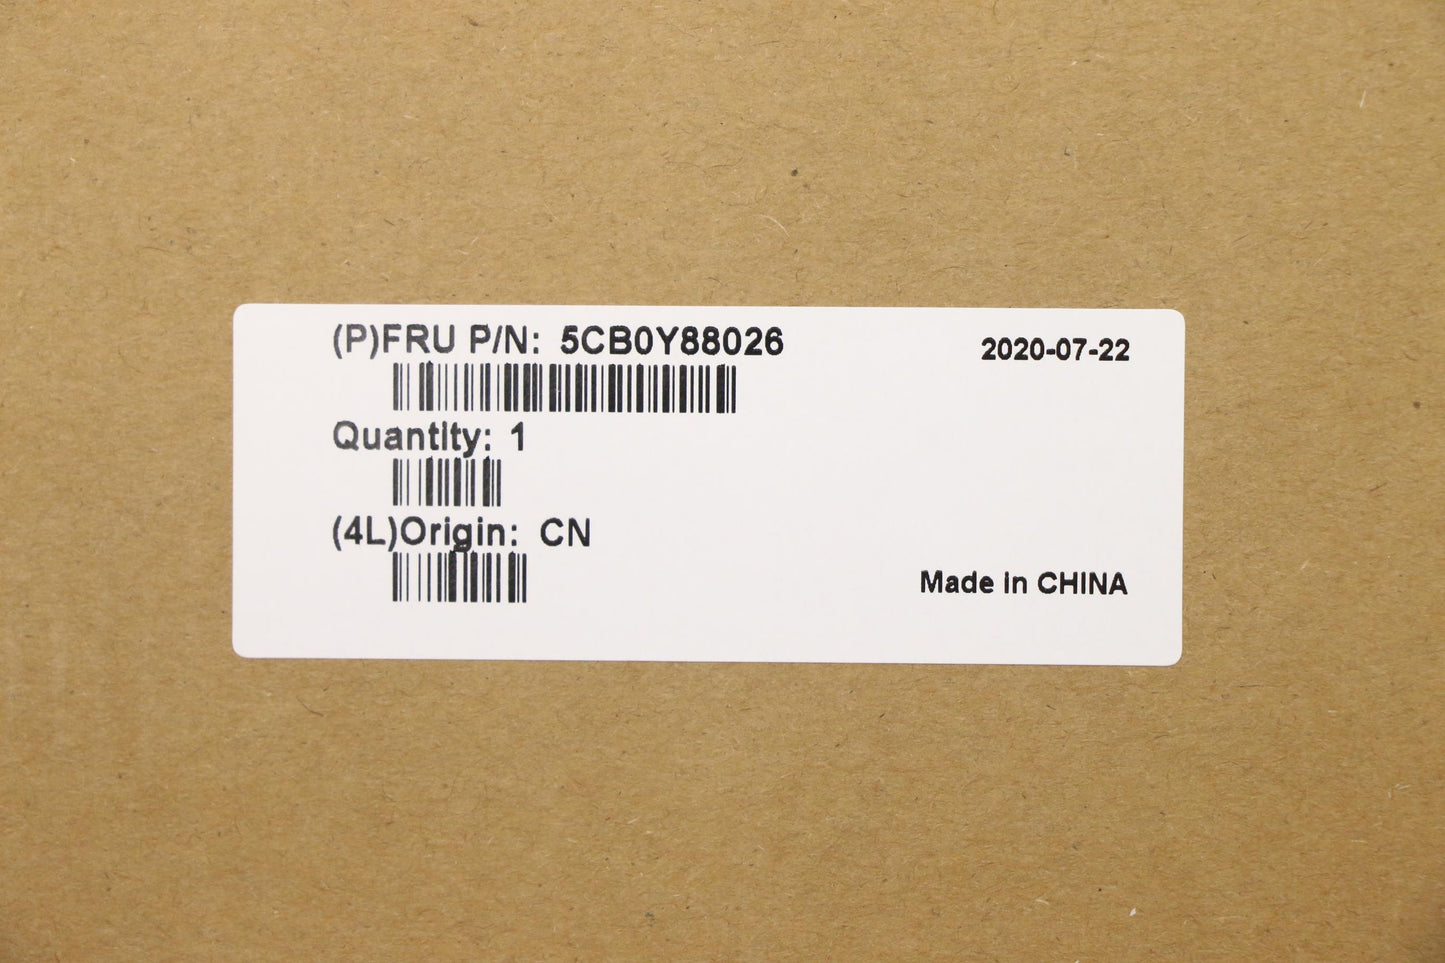 (P)FRU P/N: 5CB0Y88026
2020-07-22
Quantity: 1
(4L)Origin: CN
Made in CHINA